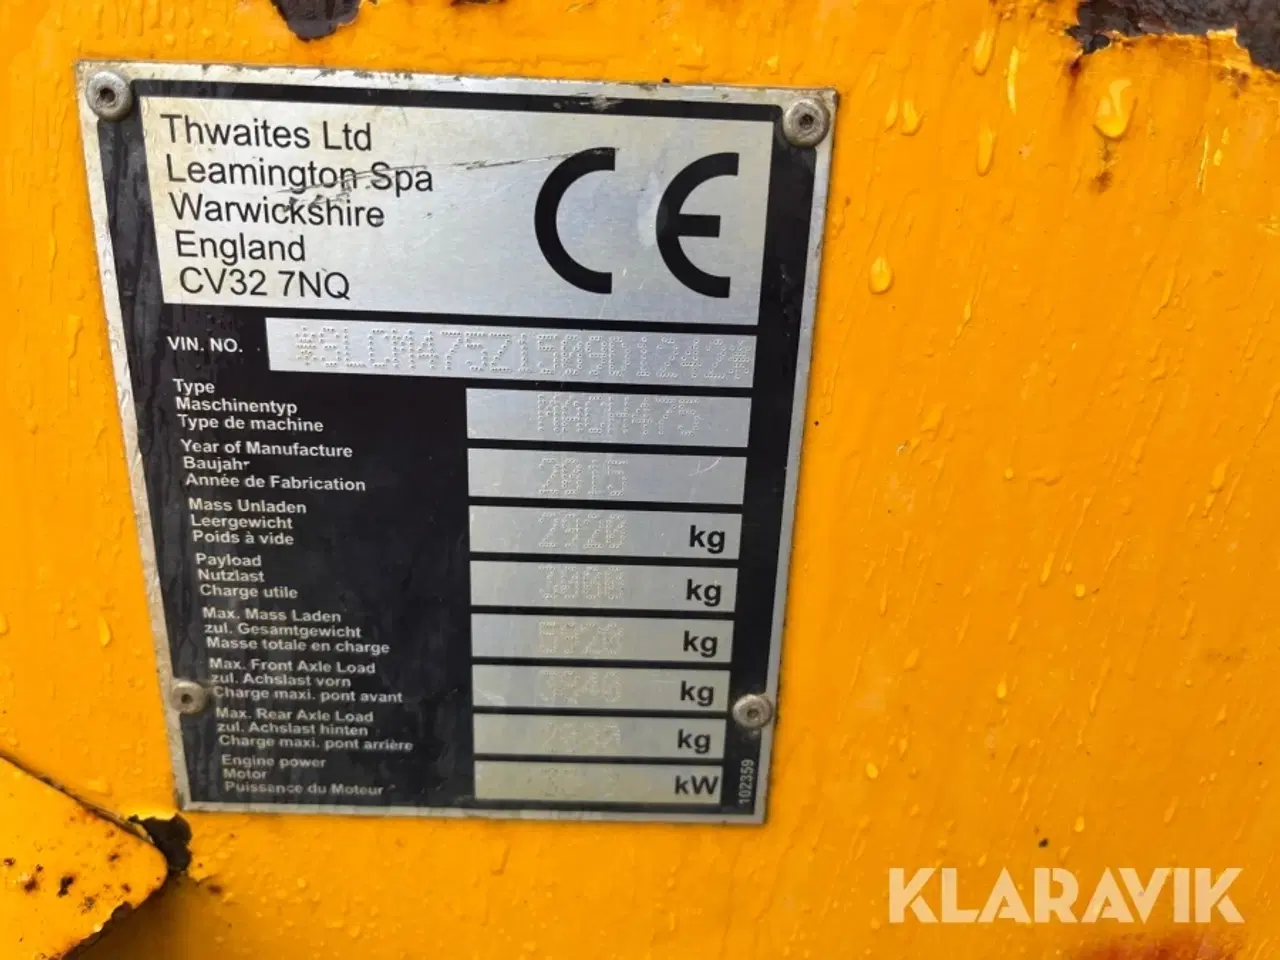 Thwaites Ltd
Leamington Spa
Warwickshire
England
CV32 7NQ
CE
VIN. NO.
Type
Maschinentyp
Type de machine
Year of Manufacture
Baujahr
Année de Fabrication
Mass Unladen
Leergewicht
Poids à vide
kg
Payload
Nutzlast
Charge utile
kg
Max. Mass Laden
zul. Gesamtgewicht
Masse totale en charge
kg
Max. Front Axle Load
zul. Achslast vorn
Charge maxi. pont avant
kg
Max. Rear Axle Load
zul. Achslast hinten
Charge maxi. pont arrière
kg
Engine power
Motor
Puissance du Moteur
kW
102359
KLARAVIK